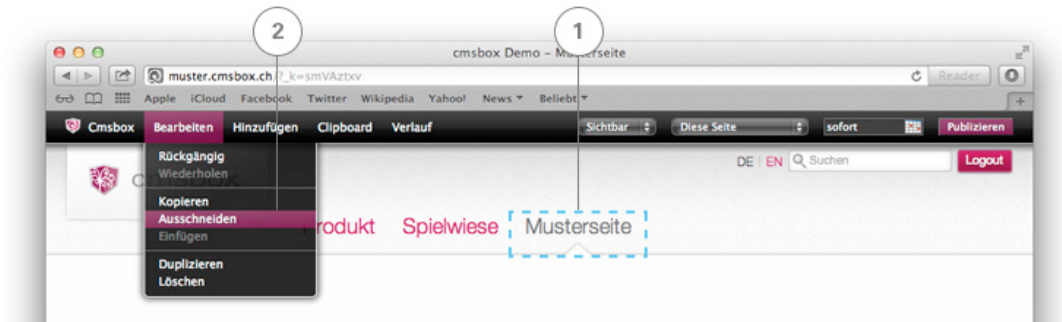 2 1
cmsbox Demo – Musterseite
muster.cmsbox.ch/?_k=smVAztxv Reader
Apple iCloud Facebook Twitter Wikipedia Yahoo! News Beliebt
Cmsbox Bearbeiten Hinzufügen Clipboard Verlauf Sichtbar Diese Seite sofort Publizieren
Rückgängig
DE EN Suchen Logout
Wiederholen
Kopieren
Ausschneiden
Produkt Spielwiese Musterseite
Einfügen
Duplizieren
Löschen